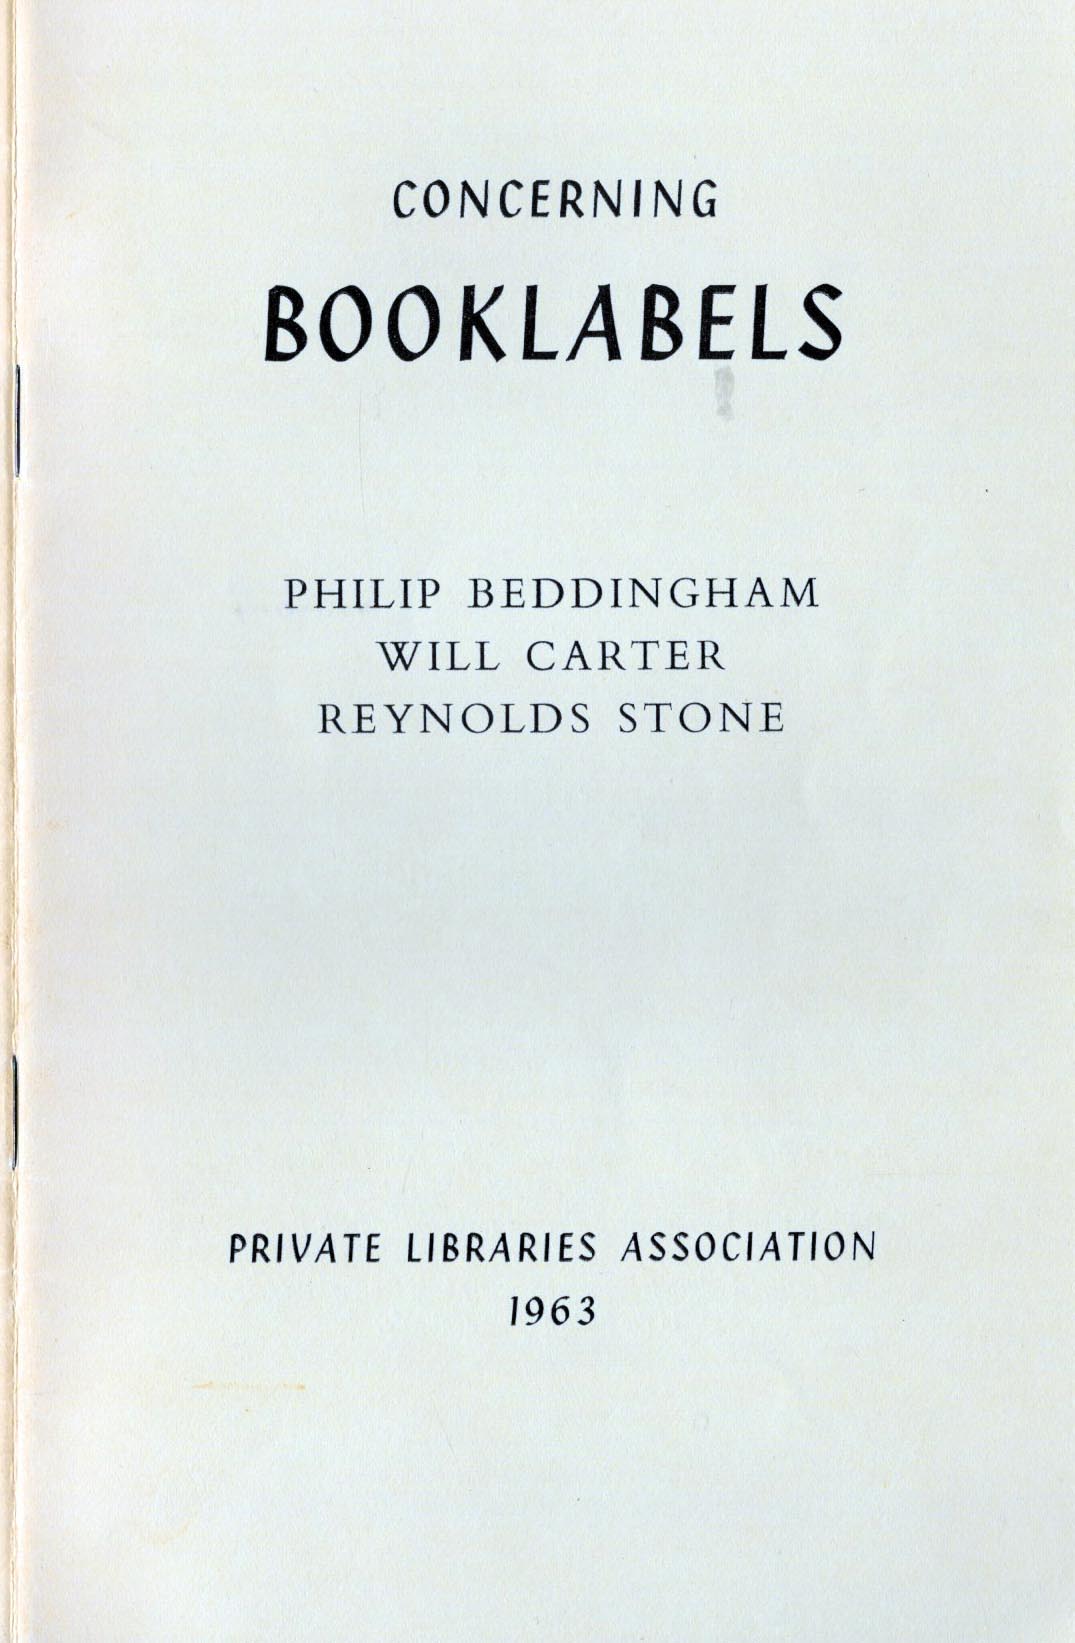 CONCERNING
BOOKLABELS
PHILIP BEDDINGHAM
WILL CARTER
REYNOLDS STONE
PRIVATE LIBRARIES ASSOCIATION
1963